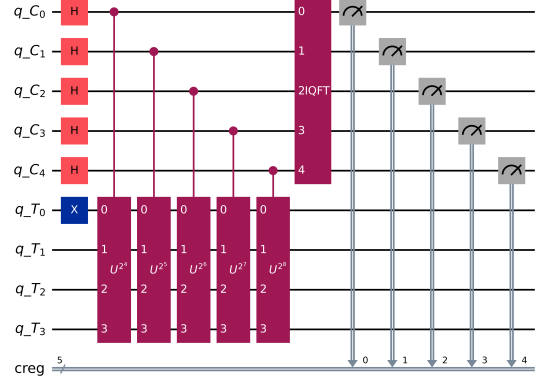 q_C₀ H 0
q_C₁ H 1
q_C₂ H 2IQFT
q_C₃ H 3
q_C₄ H 4
q_T₀ X 0 0 0 0 0
q_T₁ 1 1 1 1 1
U^{2^4} U^{2^5} U^{2^6} U^{2^7} U^{2^8}
q_T₂ 2 2 2 2 2
q_T₃ 3 3 3 3 3
creg 5 0 1 2 3 4